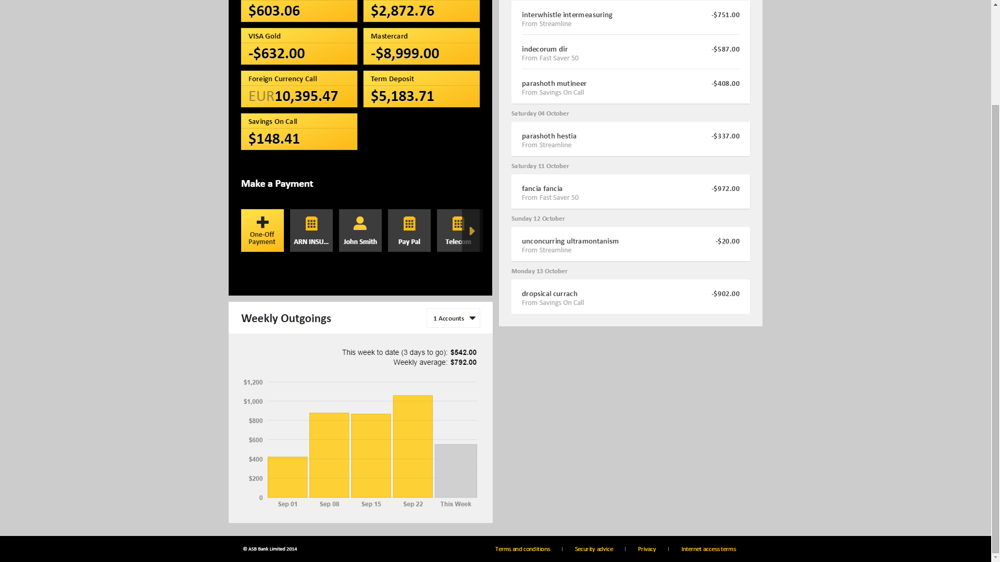 $603.06
$2,872.76
VISA Gold
-$632.00
Mastercard
-$8,999.00
Foreign Currency Call
EUR10,395.47
Term Deposit
$5,183.71
Savings On Call
$148.41
Make a Payment
One-Off
Payment
ARN INSU...
John Smith
Pay Pal
Telecom
Weekly Outgoings
1 Accounts
This week to date (3 days to go): $542.00
Weekly average: $792.00
$1,200
$1,000
$800
$600
$400
$200
0
Sep 01
Sep 08
Sep 15
Sep 22
This Week
interwhistle intermeasuring -$751.00
From Streamline
indecorum dir -$587.00
From Fast Saver 50
parashoth mutineer -$408.00
From Savings On Call
Saturday 04 October
parashoth hestia -$337.00
From Streamline
Saturday 11 October
fancia fancia -$972.00
From Fast Saver 50
Sunday 12 October
unconcurring ultramontanism -$20.00
From Streamline
Monday 13 October
dropsical currach -$902.00
From Savings On Call
© ASB Bank Limited 2014
Terms and conditions | Security advice | Privacy | Internet access terms